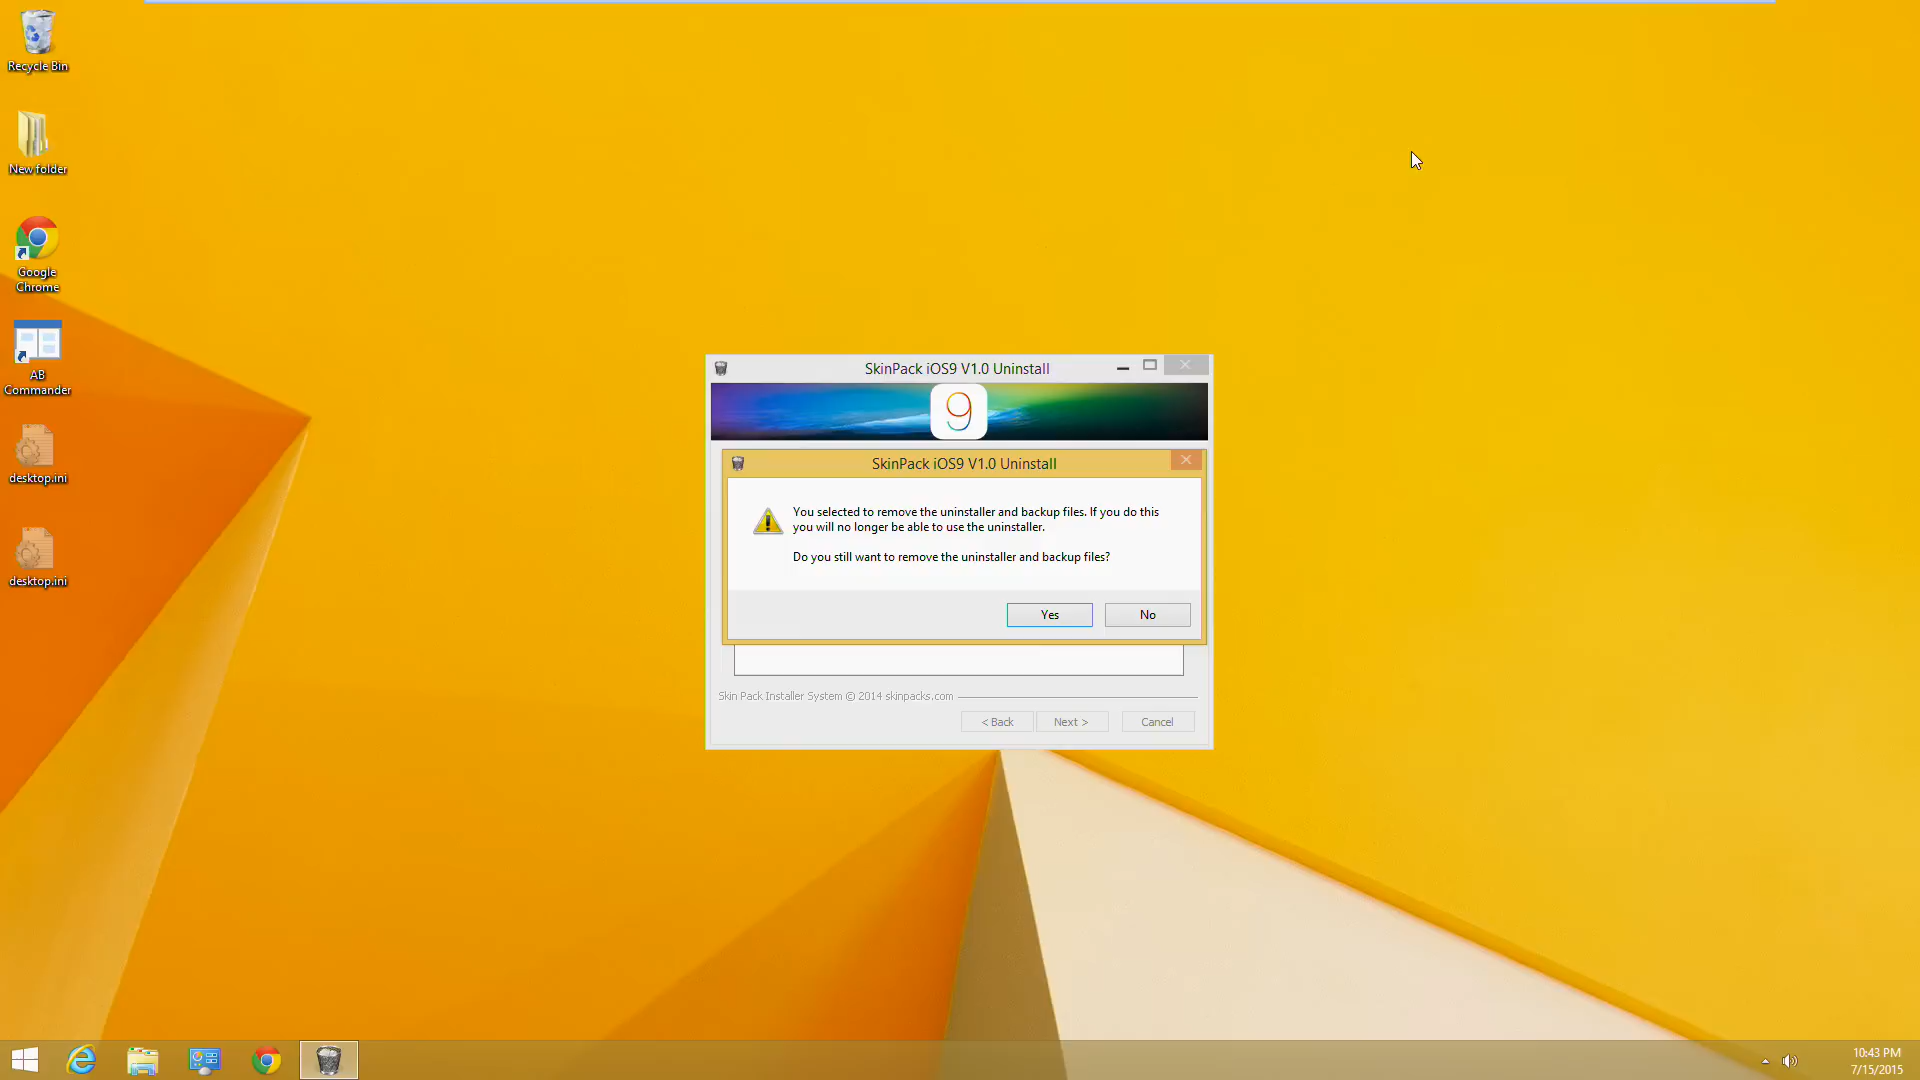 Recycle Bin
New folder
Google
Chrome
AB
Commander
desktop.ini
desktop.ini
SkinPack iOS9 V1.0 Uninstall
9
SkinPack iOS9 V1.0 Uninstall
You selected to remove the uninstaller and backup files. If you do this
you will no longer be able to use the uninstaller.
Do you still want to remove the uninstaller and backup files?
Yes
No
Skin Pack Installer System © 2014 skinpacks.com
< Back
Next >
Cancel
10:43 PM
7/15/2015